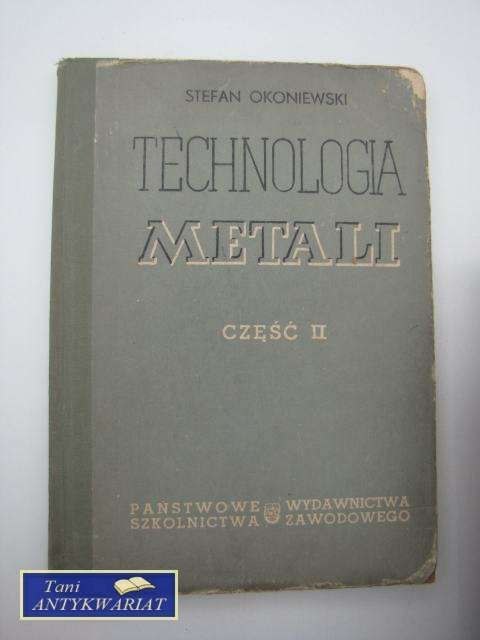 STEFAN OKONIEWSKI
TECHNOLOGIA
METALI
CZĘŚĆ II
PAŃSTWOWE WYDAWNICTWA
SZKOLNICTWA ZAWODOWEGO
Tani
ANTYKWARIAT